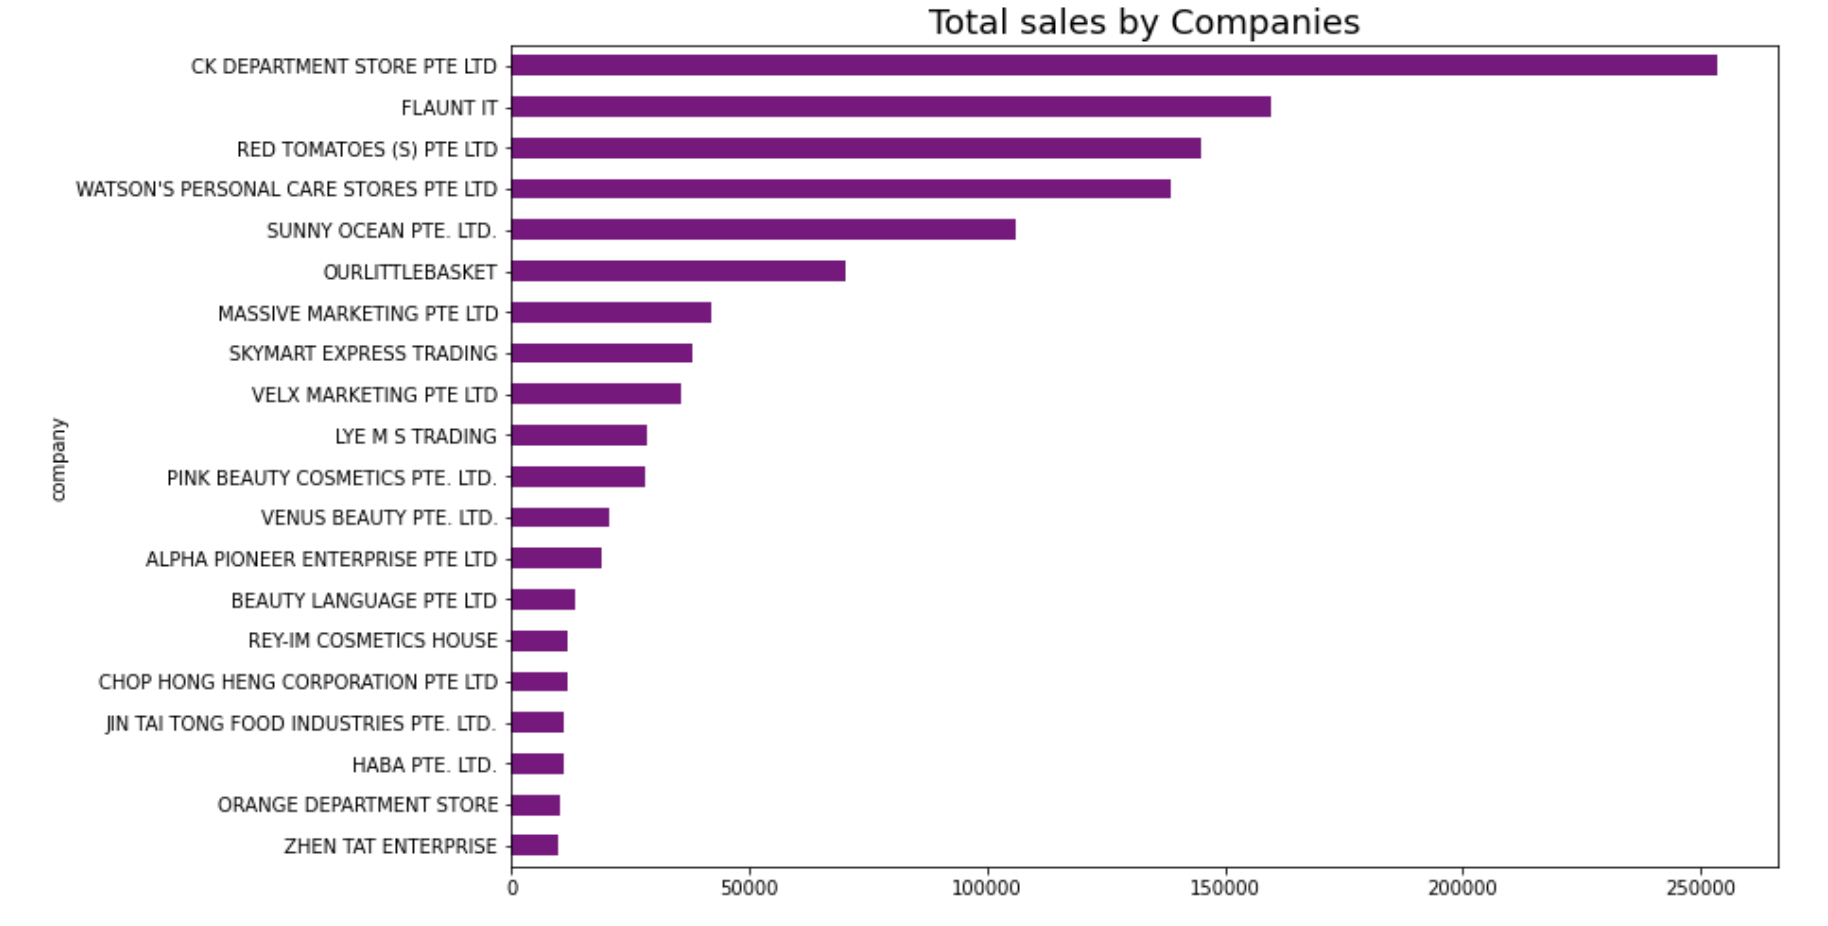 Total sales by Companies
CK DEPARTMENT STORE PTE LTD
FLAUNT IT
RED TOMATOES (S) PTE LTD
WATSON'S PERSONAL CARE STORES PTE LTD
SUNNY OCEAN PTE. LTD.
OURLITTLEBASKET
MASSIVE MARKETING PTE LTD
SKYMART EXPRESS TRADING
VELX MARKETING PTE LTD
LYE M S TRADING
PINK BEAUTY COSMETICS PTE. LTD.
VENUS BEAUTY PTE. LTD.
ALPHA PIONEER ENTERPRISE PTE LTD
BEAUTY LANGUAGE PTE LTD
REY-IM COSMETICS HOUSE
CHOP HONG HENG CORPORATION PTE LTD
JIN TAI TONG FOOD INDUSTRIES PTE. LTD.
HABA PTE. LTD.
ORANGE DEPARTMENT STORE
ZHEN TAT ENTERPRISE
company
0 50000 100000 150000 200000 250000